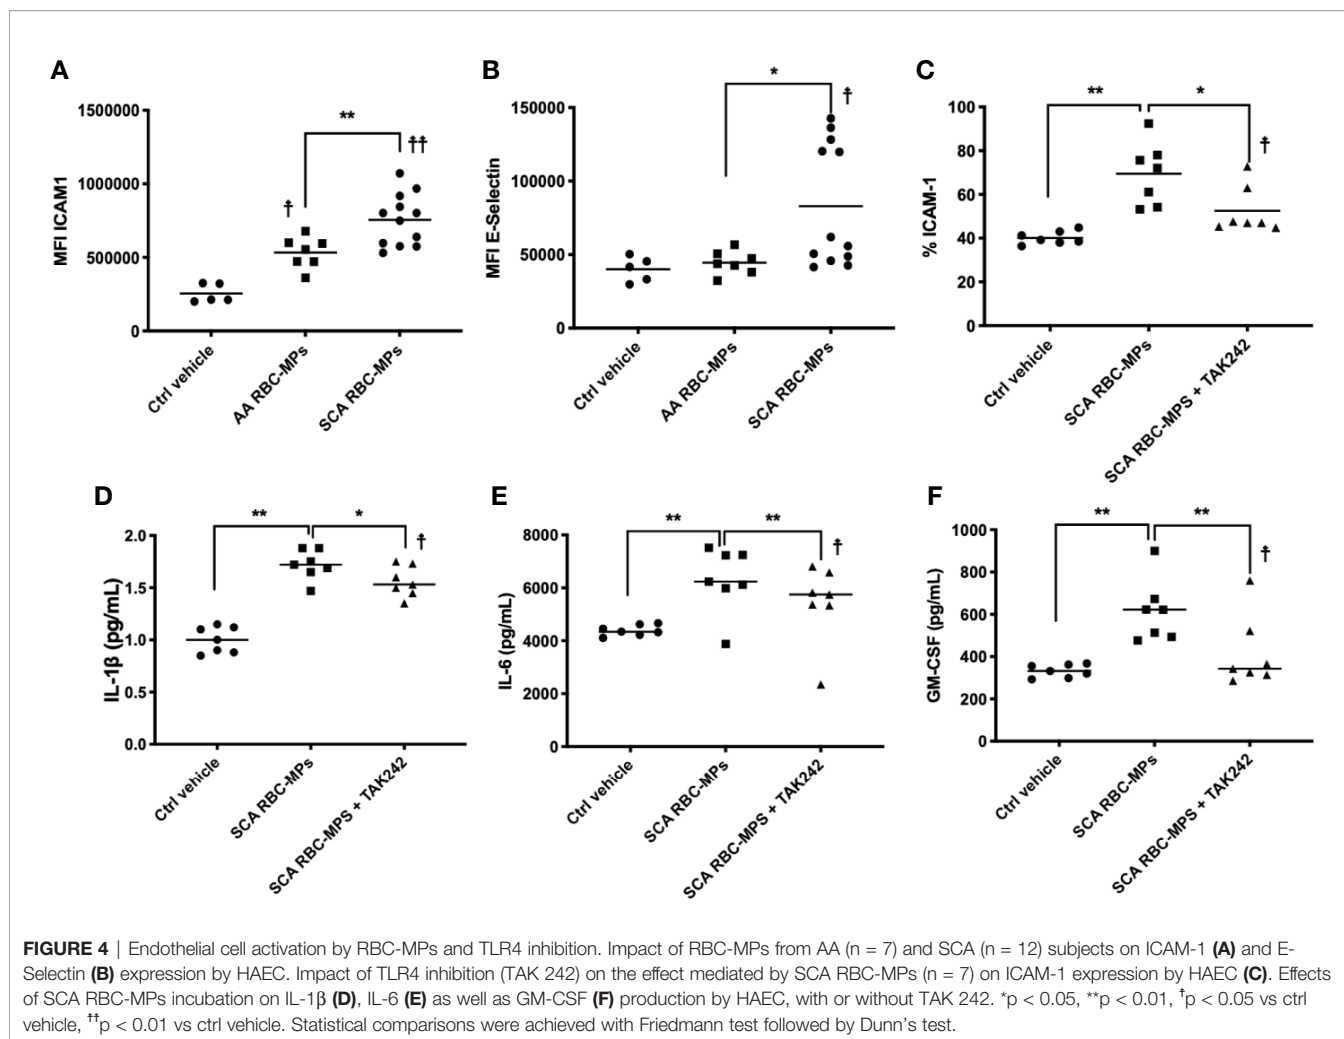 A
MFI ICAM1
1500000
1000000
500000
0
**
†
††
Ctrl vehicle
AA RBC-MPs
SCA RBC-MPs
B
MFI E-Selectin
150000
100000
50000
0
*
†
Ctrl vehicle
AA RBC-MPs
SCA RBC-MPs
C
% ICAM-1
100
80
60
40
20
0
**
*
†
Ctrl vehicle
SCA RBC-MPs
SCA RBC-MPS + TAK242
D
IL-1β (pg/mL)
2.0
1.5
1.0
0.5
0.0
**
*
†
Ctrl vehicle
SCA RBC-MPs
SCA RBC-MPS + TAK242
E
IL-6 (pg/mL)
8000
6000
4000
2000
0
**
**
†
Ctrl vehicle
SCA RBC-MPs
SCA RBC-MPS + TAK242
F
GM-CSF (pg/mL)
1000
800
600
400
200
0
**
**
†
Ctrl vehicle
SCA RBC-MPs
SCA RBC-MPS + TAK242
FIGURE 4 | Endothelial cell activation by RBC-MPs and TLR4 inhibition. Impact of RBC-MPs from AA (n = 7) and SCA (n = 12) subjects on ICAM-1 (A) and E-
Selectin (B) expression by HAEC. Impact of TLR4 inhibition (TAK 242) on the effect mediated by SCA RBC-MPs (n = 7) on ICAM-1 expression by HAEC (C). Effects
of SCA RBC-MPs incubation on IL-1β (D), IL-6 (E) as well as GM-CSF (F) production by HAEC, with or without TAK 242. *p < 0.05, **p < 0.01, †p < 0.05 vs ctrl
vehicle, ††p < 0.01 vs ctrl vehicle. Statistical comparisons were achieved with Friedmann test followed by Dunn's test.